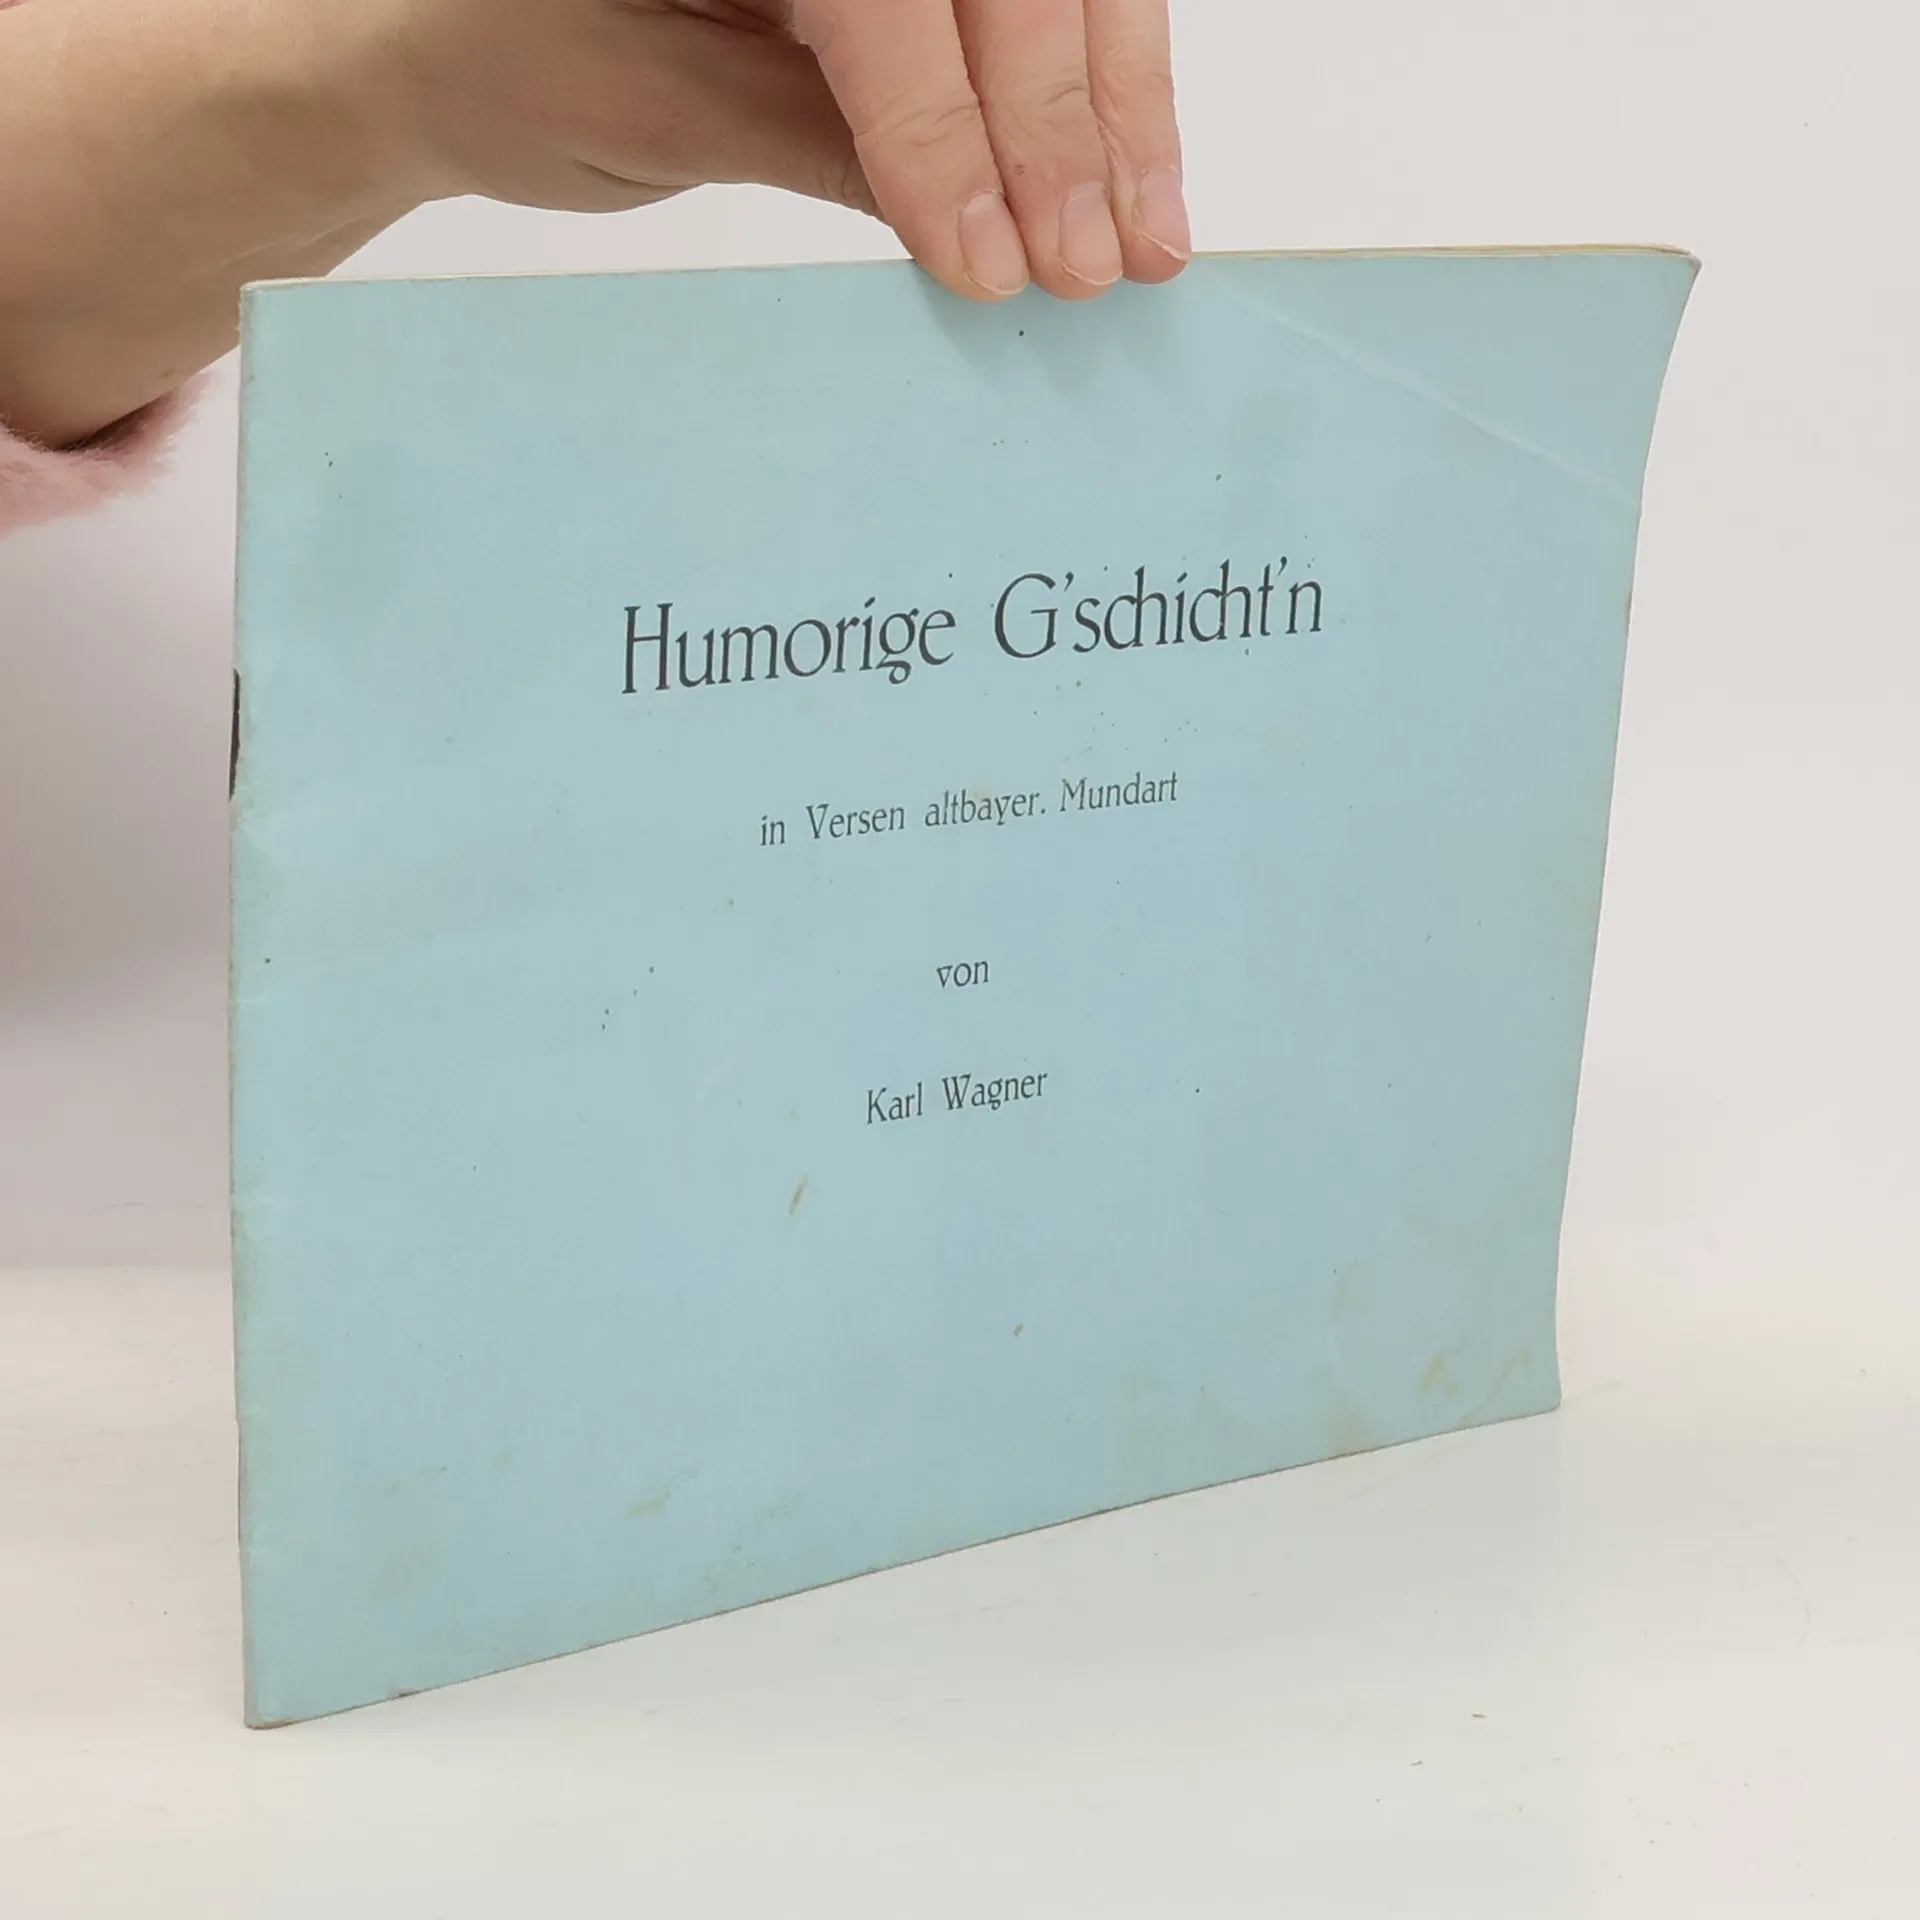 Humorige G'schicht'n
in Versen altbayer. Mundart
von
Karl Wagner